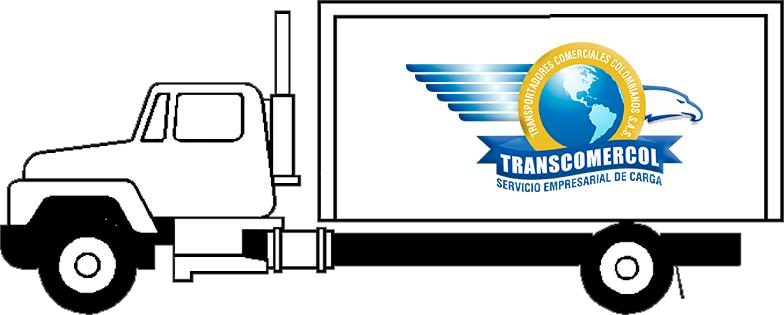 TRANSPORTADORES COMERCIALES COLOMBIANOS S.A.S.
TRANSCOMERCOL
SERVICIO EMPRESARIAL DE CARGA